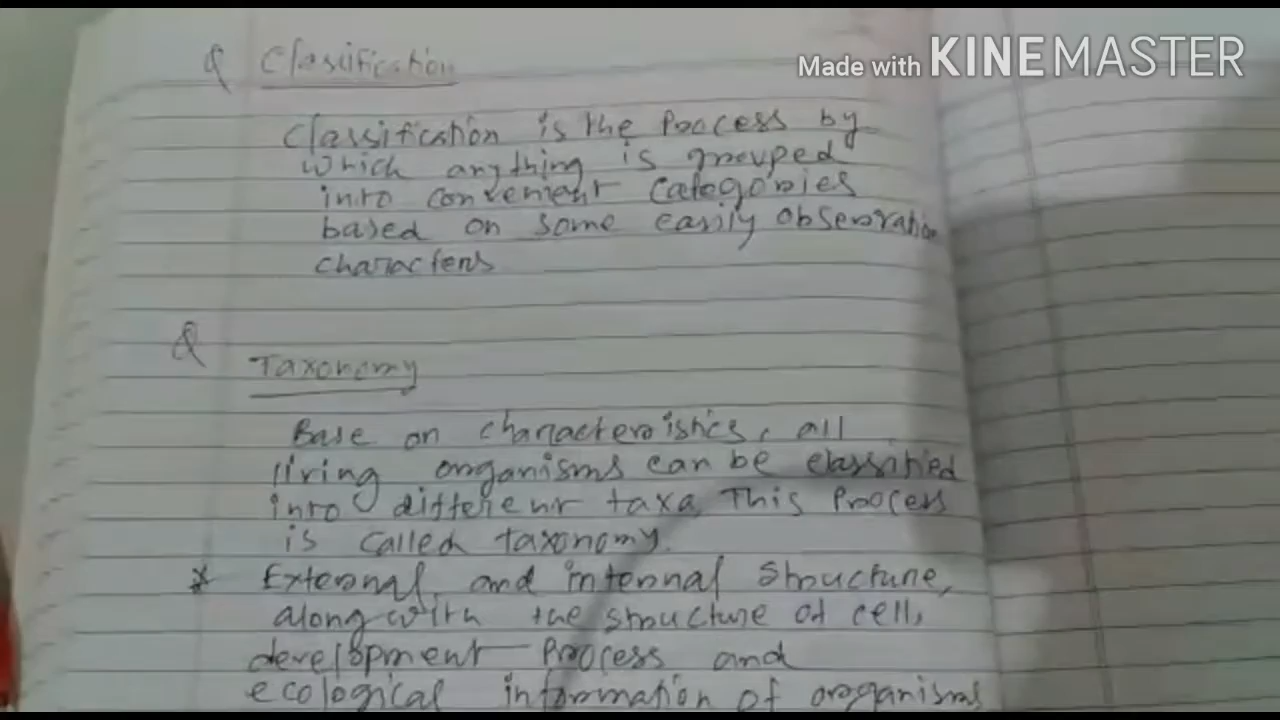 Made with KINEMASTER
Q Classification
Classification is the Process by
which anything is grouped
into convenient categories
based on some easily observation
characters
Q
Taxonomy
Base on characteristics, all
living organisms can be classified
into different taxa, This Process
is called taxonomy.
* External, and internal structure,
along with the structure of cell,
development Process and
ecological information of organisms